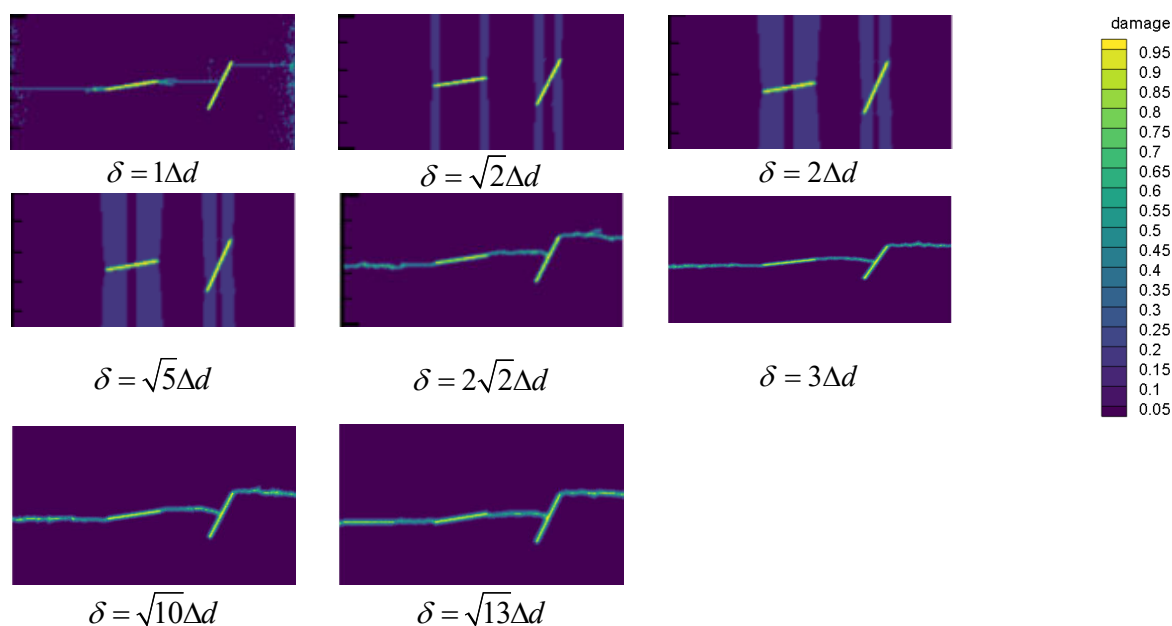 damage
0.95
0.9
0.85
0.8
0.75
0.7
0.65
0.6
0.55
0.5
0.45
0.4
0.35
0.3
0.25
0.2
0.15
0.1
0.05
δ = 1Δd
δ = √2Δd
δ = 2Δd
δ = √5Δd
δ = 2√2Δd
δ = 3Δd
δ = √10Δd
δ = √13Δd